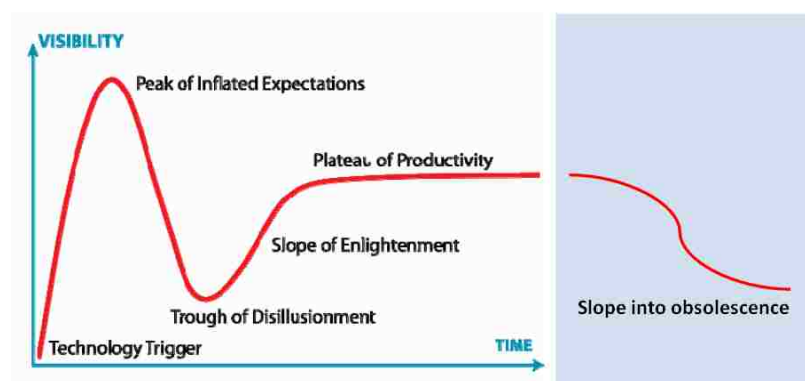 VISIBILITY
Peak of Inflated Expectations
Plateau of Productivity
Slope of Enlightenment
Trough of Disillusionment
Technology Trigger
TIME
Slope into obsolescence